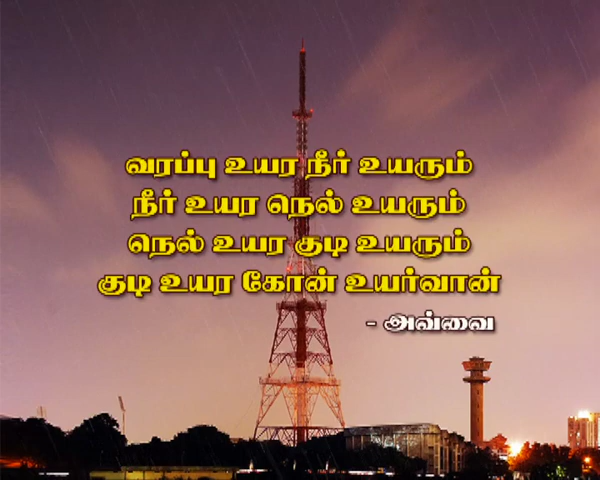 வரப்பு உயர நீர் உயரும்
நீர் உயர நெல் உயரும்
நெல் உயர குடி உயரும்
குடி உயர கோன் உயர்வான்
- அவ்வை